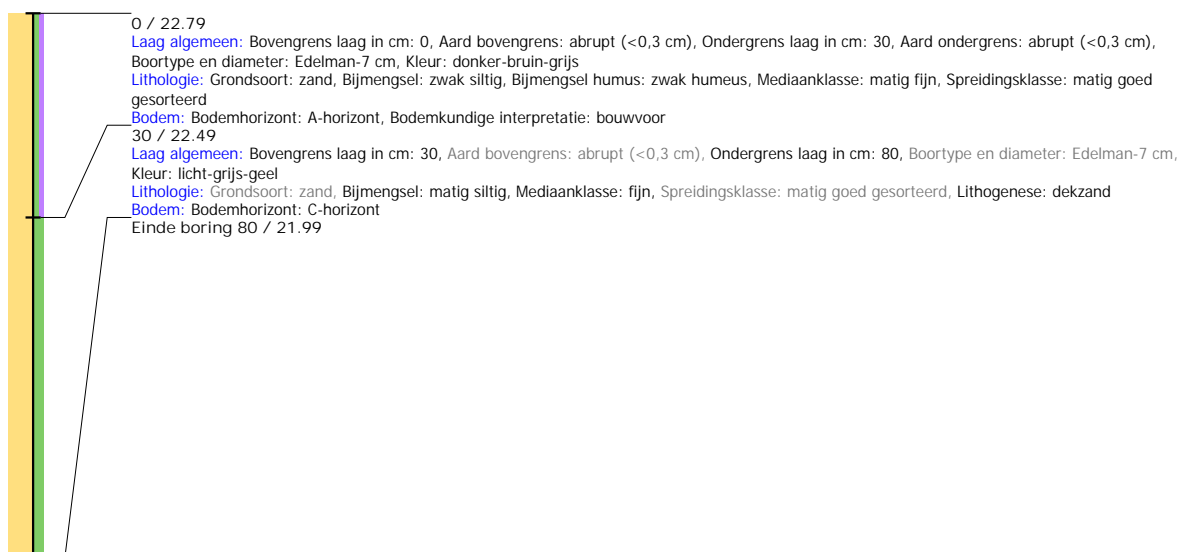 0 / 22.79
Laag algemeen: Bovengrens laag in cm: 0, Aard bovengrens: abrupt (<0,3 cm), Ondergrens laag in cm: 30, Aard ondergrens: abrupt (<0,3 cm),
Boortype en diameter: Edelman-7 cm, Kleur: donker-bruin-grijs
Lithologie: Grondsoort: zand, Bijmengsel: zwak siltig, Bijmengsel humus: zwak humeus, Mediaanklasse: matig fijn, Spreidingsklasse: matig goed
gesorteerd
Bodem: Bodemhorizont: A-horizont, Bodemkundige interpretatie: bouwvoor
30 / 22.49
Laag algemeen: Bovengrens laag in cm: 30, Aard bovengrens: abrupt (<0,3 cm), Ondergrens laag in cm: 80, Boortype en diameter: Edelman-7 cm,
Kleur: licht-grijs-geel
Lithologie: Grondsoort: zand, Bijmengsel: matig siltig, Mediaanklasse: fijn, Spreidingsklasse: matig goed gesorteerd, Lithogenese: dekzand
Bodem: Bodemhorizont: C-horizont
Einde boring 80 / 21.99